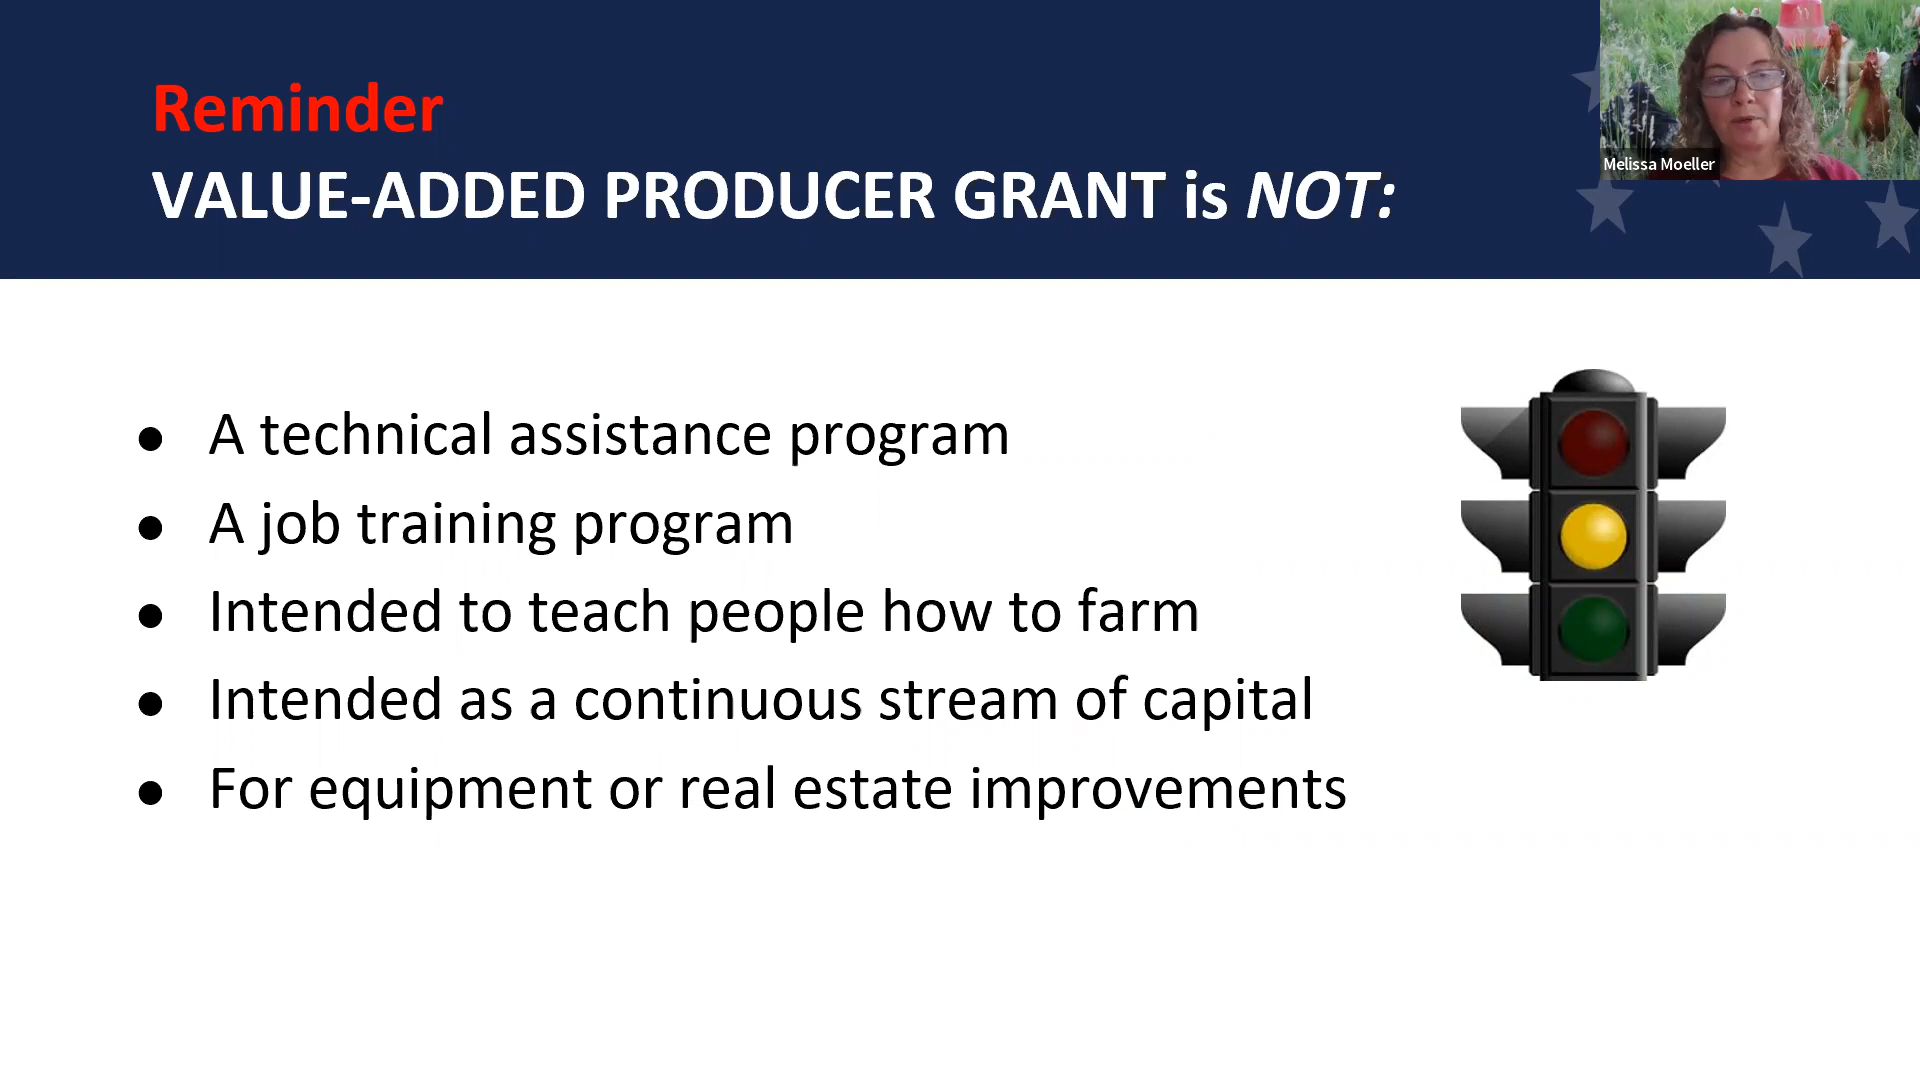 Reminder
VALUE-ADDED PRODUCER GRANT is NOT:
Melissa Moeller
● A technical assistance program
● A job training program
● Intended to teach people how to farm
● Intended as a continuous stream of capital
● For equipment or real estate improvements